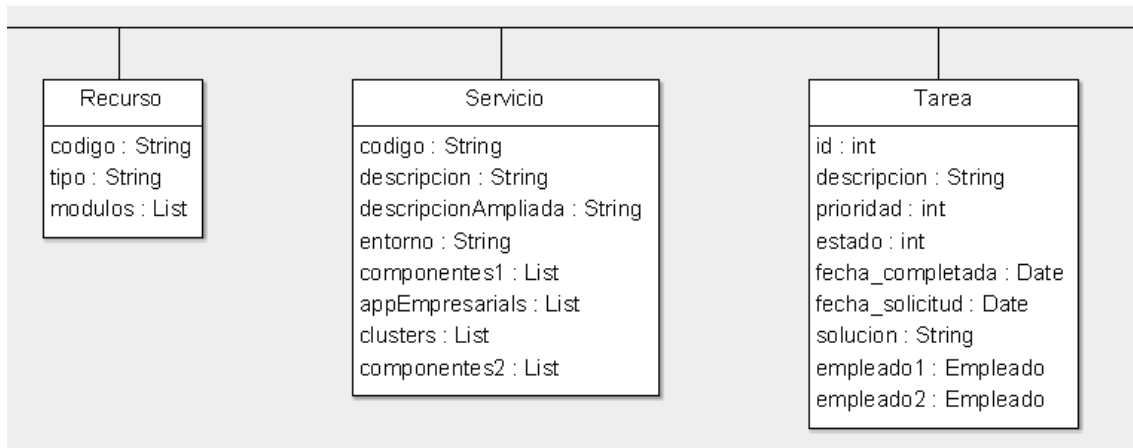 Recurso
codigo : String
tipo : String
modulos : List
Servicio
codigo : String
descripcion : String
descripcionAmpliada : String
entorno : String
componentes1 : List
appEmpresarials : List
clusters : List
componentes2 : List
Tarea
id : int
descripcion : String
prioridad : int
estado : int
fecha_completada : Date
fecha_solicitud : Date
solucion : String
empleado1 : Empleado
empleado2 : Empleado